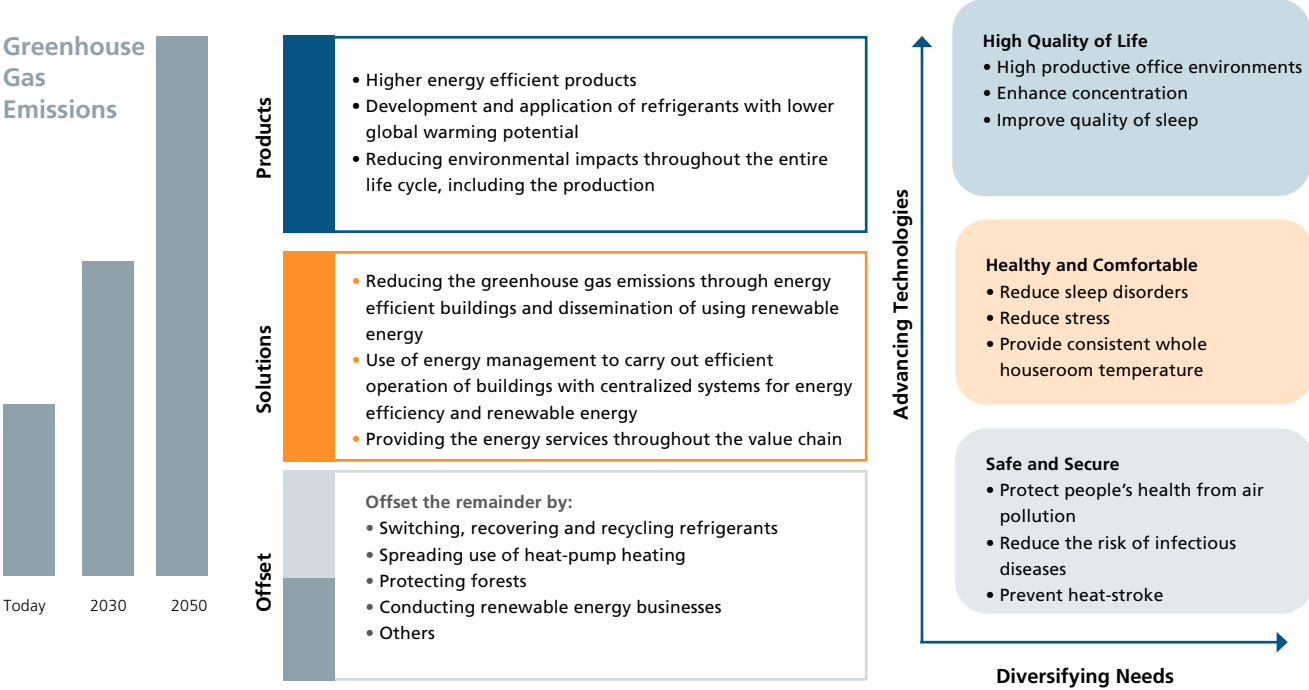 Greenhouse
Gas
Emissions
Today
2030
2050
Products
• Higher energy efficient products
• Development and application of refrigerants with lower
global warming potential
• Reducing environmental impacts throughout the entire
life cycle, including the production
Solutions
• Reducing the greenhouse gas emissions through energy
efficient buildings and dissemination of using renewable
energy
• Use of energy management to carry out efficient
operation of buildings with centralized systems for energy
efficiency and renewable energy
• Providing the energy services throughout the value chain
Offset
Offset the remainder by:
• Switching, recovering and recycling refrigerants
• Spreading use of heat-pump heating
• Protecting forests
• Conducting renewable energy businesses
• Others
Advancing Technologies
High Quality of Life
• High productive office environments
• Enhance concentration
• Improve quality of sleep
Healthy and Comfortable
• Reduce sleep disorders
• Reduce stress
• Provide consistent whole
houseroom temperature
Safe and Secure
• Protect people’s health from air
pollution
• Reduce the risk of infectious
diseases
• Prevent heat-stroke
Diversifying Needs